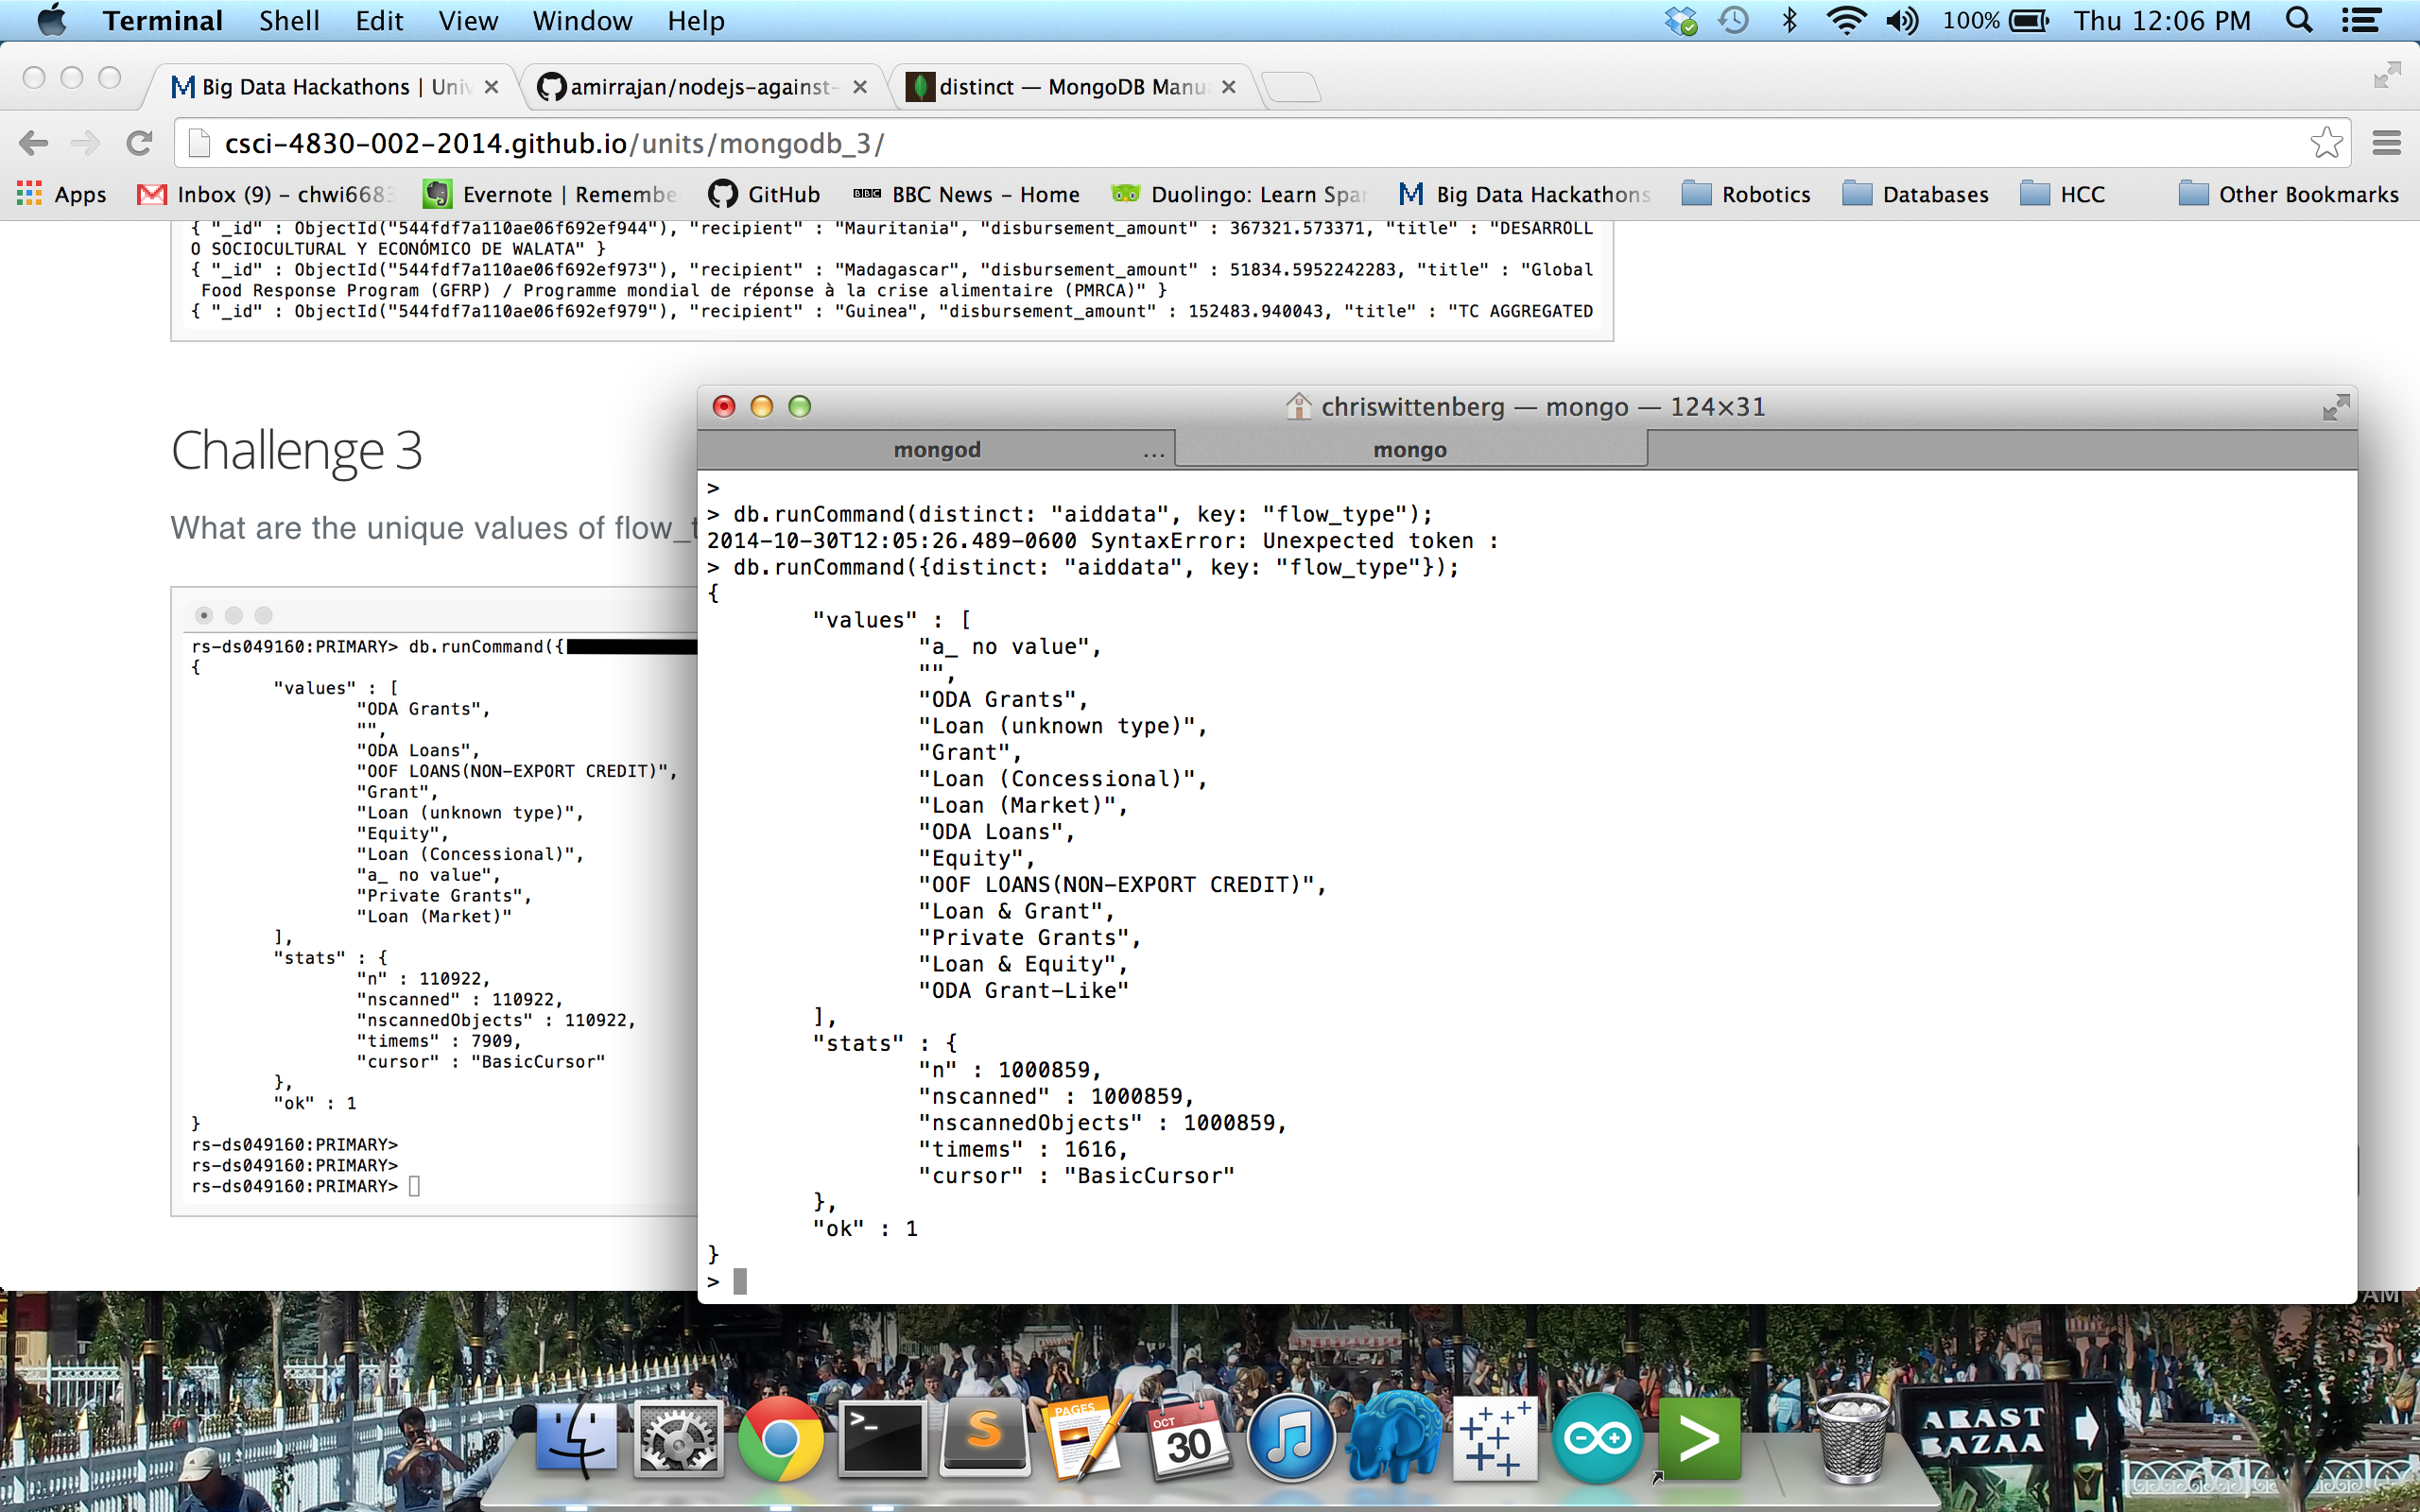 Terminal Shell Edit View Window Help 100% Thu 12:06 PM
Big Data Hackathons | Univ amirrajan/nodejs-against- distinct — MongoDB Manu
csci-4830-002-2014.github.io/units/mongodb_3/
Apps Inbox (9) – chwi6683 Evernote | Remembe GitHub BBC BBC News – Home Duolingo: Learn Spa Big Data Hackathons Robotics Databases HCC Other Bookmarks
{ "_id" : ObjectId("544fdf7a110ae06f692ef944"), "recipient" : "Mauritania", "disbursement_amount" : 367321.573371, "title" : "DESARROLL
O SOCIOCULTURAL Y ECONÓMICO DE WALATA" }
{ "_id" : ObjectId("544fdf7a110ae06f692ef973"), "recipient" : "Madagascar", "disbursement_amount" : 51834.5952242283, "title" : "Global
Food Response Program (GFRP) / Programme mondial de réponse à la crise alimentaire (PMRCA)" }
{ "_id" : ObjectId("544fdf7a110ae06f692ef979"), "recipient" : "Guinea", "disbursement_amount" : 152483.940043, "title" : "TC AGGREGATED
Challenge 3
What are the unique values of flow_t
rs-ds049160:PRIMARY> db.runCommand({
{
"values" : [
"ODA Grants",
"",
"ODA Loans",
"OOF LOANS(NON-EXPORT CREDIT)",
"Grant",
"Loan (unknown type)",
"Equity",
"Loan (Concessional)",
"a_ no value",
"Private Grants",
"Loan (Market)"
],
"stats" : {
"n" : 110922,
"nscanned" : 110922,
"nscannedObjects" : 110922,
"timems" : 7909,
"cursor" : "BasicCursor"
},
"ok" : 1
}
rs-ds049160:PRIMARY>
rs-ds049160:PRIMARY>
rs-ds049160:PRIMARY>
chriswittenberg — mongo — 124×31
mongod ... mongo
>
> db.runCommand(distinct: "aiddata", key: "flow_type");
2014-10-30T12:05:26.489-0600 SyntaxError: Unexpected token :
> db.runCommand({distinct: "aiddata", key: "flow_type"});
{
"values" : [
"a_ no value",
"",
"ODA Grants",
"Loan (unknown type)",
"Grant",
"Loan (Concessional)",
"Loan (Market)",
"ODA Loans",
"Equity",
"OOF LOANS(NON-EXPORT CREDIT)",
"Loan & Grant",
"Private Grants",
"Loan & Equity",
"ODA Grant-Like"
],
"stats" : {
"n" : 1000859,
"nscanned" : 1000859,
"nscannedObjects" : 1000859,
"timems" : 1616,
"cursor" : "BasicCursor"
},
"ok" : 1
}
>
AM
PAGES
OCT
30
ARAST
BAZAA